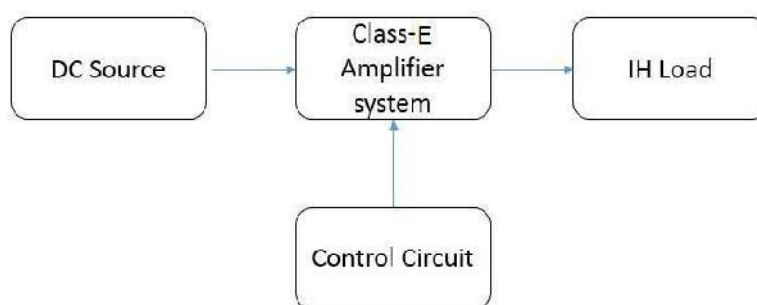 DC Source
Class-E
Amplifier
system
IH Load
Control Circuit